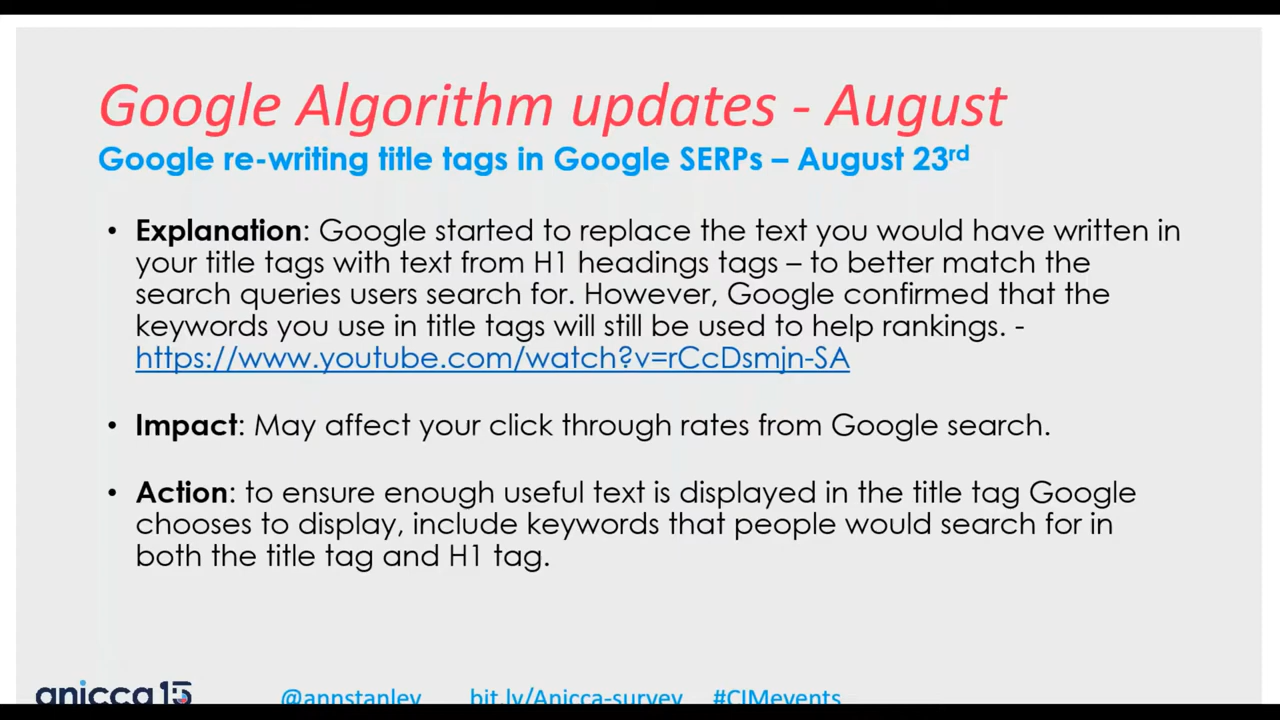 Google Algorithm updates - August
Google re-writing title tags in Google SERPs – August 23rd
• Explanation: Google started to replace the text you would have written in
your title tags with text from H1 headings tags – to better match the
search queries users search for. However, Google confirmed that the
keywords you use in title tags will still be used to help rankings. -
https://www.youtube.com/watch?v=rCcDsmjn-SA
• Impact: May affect your click through rates from Google search.
• Action: to ensure enough useful text is displayed in the title tag Google
chooses to display, include keywords that people would search for in
both the title tag and H1 tag.
anicca 15 @annstanley bit.ly/Anicca-survey #CIMevents